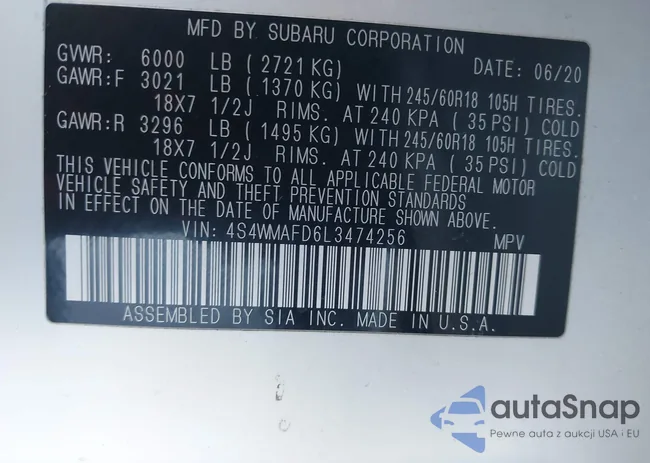 MFD BY SUBARU CORPORATION
GVWR: 6000 LB (2721 KG) DATE: 06/20
GAWR:F 3021 LB (1370 KG) WITH 245/60R18 105H TIRES.
18X7 1/2J RIMS. AT 240 KPA (35 PSI) COLD
GAWR:R 3296 LB (1495 KG) WITH 245/60R18 105H TIRES.
18X7 1/2J RIMS. AT 240 KPA (35 PSI) COLD
THIS VEHICLE CONFORMS TO ALL APPLICABLE FEDERAL MOTOR
VEHICLE SAFETY AND THEFT PREVENTION STANDARDS
IN EFFECT ON THE DATE OF MANUFACTURE SHOWN ABOVE.
VIN: 4S4WMAFD6L3474256 MPV
ASSEMBLED BY SIA INC. MADE IN U.S.A.
autaSnap
Pewne auta z aukcji USA i EU